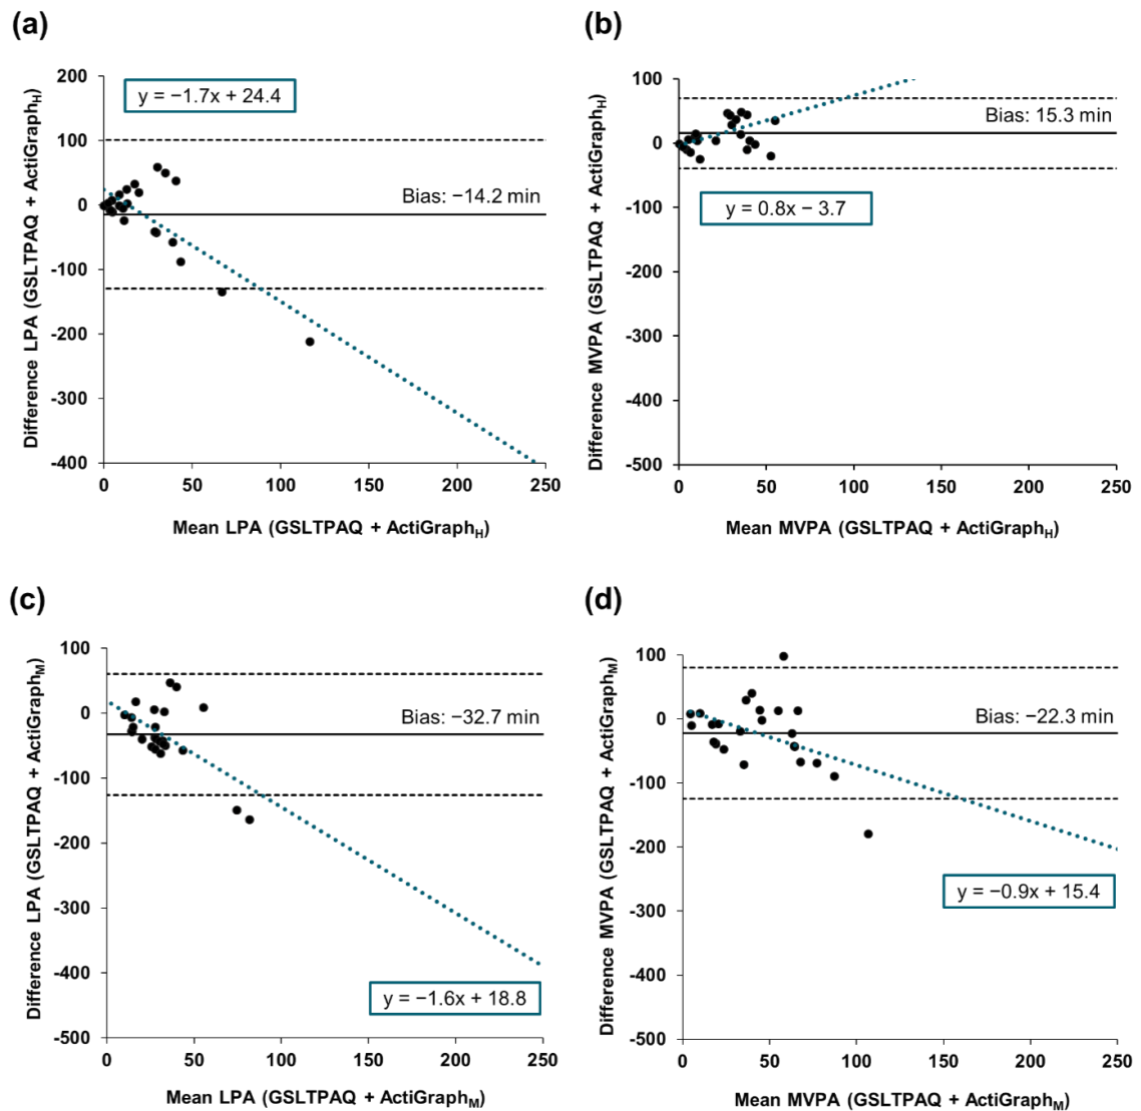 (a)
200
100
0
-100
-200
-300
-400
Difference LPA (GSLTPAQ + ActiGraphH)
y = −1.7x + 24.4
Bias: −14.2 min
0 50 100 150 200 250
Mean LPA (GSLTPAQ + ActiGraphH)
(b)
100
0
-100
-200
-300
-400
-500
Difference MVPA (GSLTPAQ + ActiGraphH)
Bias: 15.3 min
y = 0.8x − 3.7
0 50 100 150 200 250
Mean MVPA (GSLTPAQ + ActiGraphH)
(c)
100
0
-100
-200
-300
-400
-500
Difference LPA (GSLTPAQ + ActiGraphM)
Bias: −32.7 min
y = −1.6x + 18.8
0 50 100 150 200 250
Mean LPA (GSLTPAQ + ActiGraphM)
(d)
100
0
-100
-200
-300
-400
-500
Difference MVPA (GSLTPAQ + ActiGraphM)
Bias: −22.3 min
y = −0.9x + 15.4
0 50 100 150 200 250
Mean MVPA (GSLTPAQ + ActiGraphM)